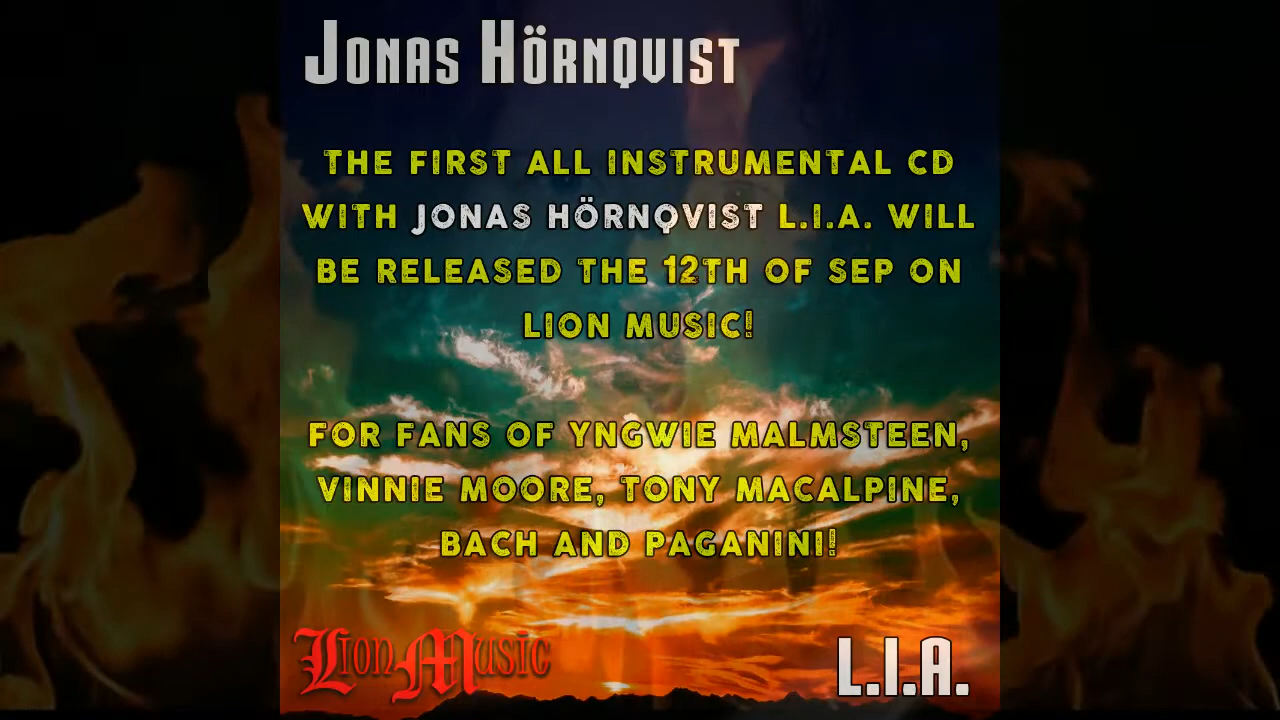 JONAS HÖRNQVIST
THE FIRST ALL INSTRUMENTAL CD
WITH JONAS HÖRNQVIST L.I.A. WILL
BE RELEASED THE 12TH OF SEP ON
LION MUSIC!
FOR FANS OF YNGWIE MALMSTEEN,
VINNIE MOORE, TONY MACALPINE,
BACH AND PAGANINI!
Lion Music
L.I.A.